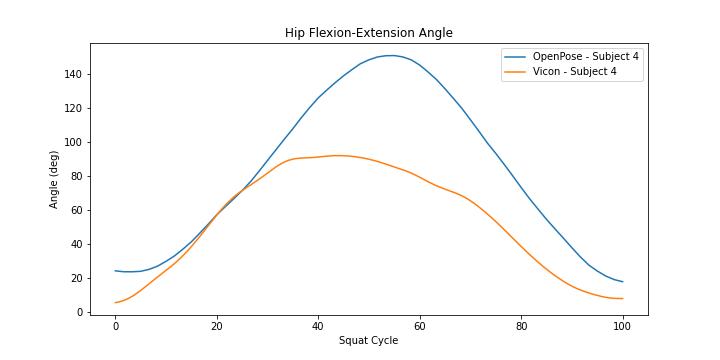 Hip Flexion-Extension Angle
OpenPose - Subject 4
Vicon - Subject 4
Angle (deg)
140
120
100
80
60
40
20
0
0 20 40 60 80 100
Squat Cycle